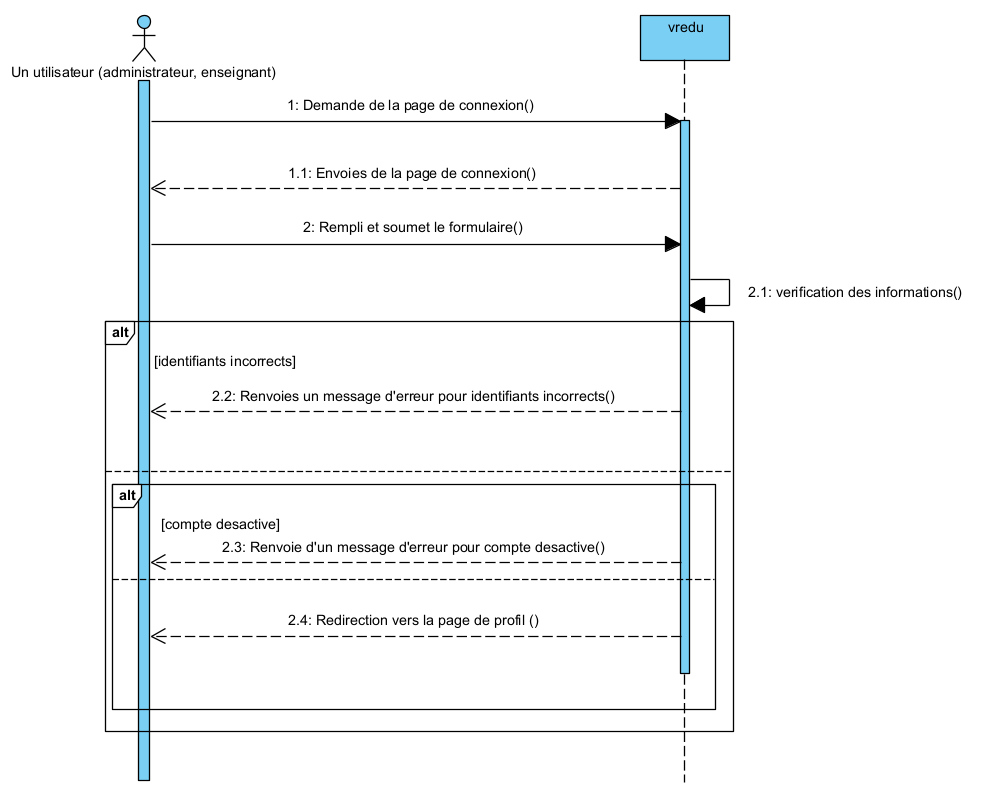 vredu
Un utilisateur (administrateur, enseignant)
1: Demande de la page de connexion()
1.1: Envoies de la page de connexion()
2: Rempli et soumet le formulaire()
2.1: verification des informations()
alt
[identifiants incorrects]
2.2: Renvoies un message d'erreur pour identifiants incorrects()
alt
[compte desactive]
2.3: Renvoie d'un message d'erreur pour compte desactive()
2.4: Redirection vers la page de profil ()